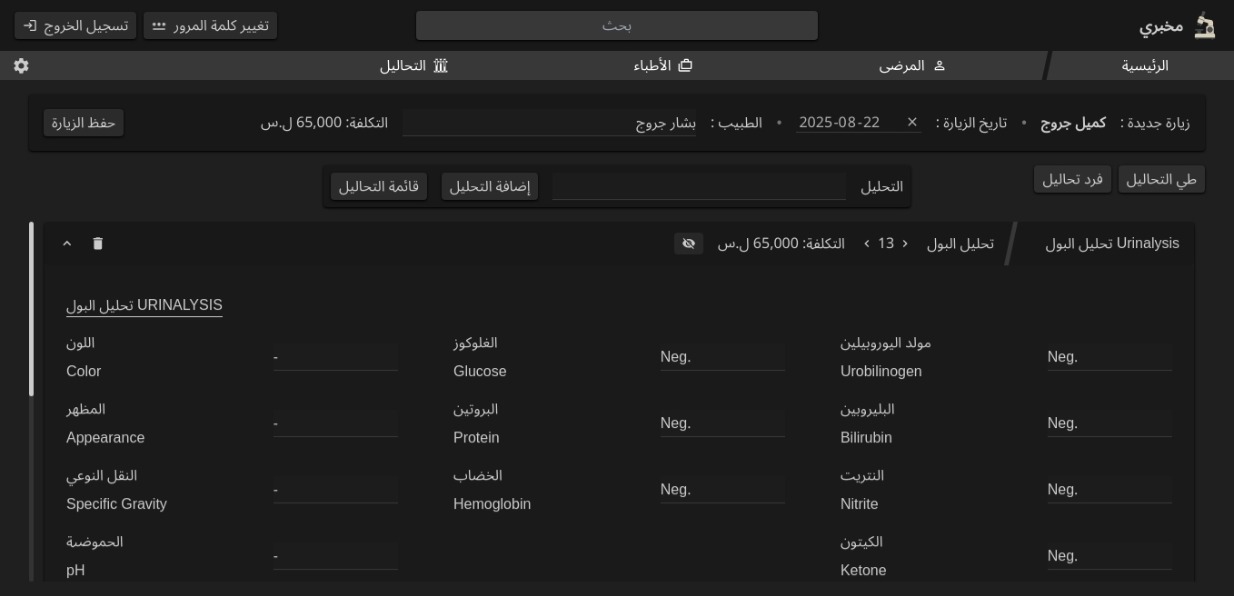 مخبري
بحث
تغيير كلمة المرور
تسجيل الخروج
الرئيسية
المرضى
الأطباء
التحاليل
زيارة جديدة : كميل جروج • تاريخ الزيارة : 2025-08-22 × • الطبيب : بشار جروج التكلفة: 65,000 ل.س
حفظ الزيارة
طي التحاليل
فرد تحاليل
التحليل
إضافة التحليل
قائمة التحاليل
Urinalysis تحليل البول
تحليل البول
13
التكلفة: 65,000 ل.س
URINALYSIS تحليل البول
اللون
Color
-
الغلوكوز
Glucose
Neg.
مولد اليوروبيلين
Urobilinogen
Neg.
المظهر
Appearance
-
البروتين
Protein
Neg.
البليروبين
Bilirubin
Neg.
النقل النوعي
Specific Gravity
-
الخضاب
Hemoglobin
Neg.
النتريت
Nitrite
Neg.
الحموضة
pH
-
الكيتون
Ketone
Neg.